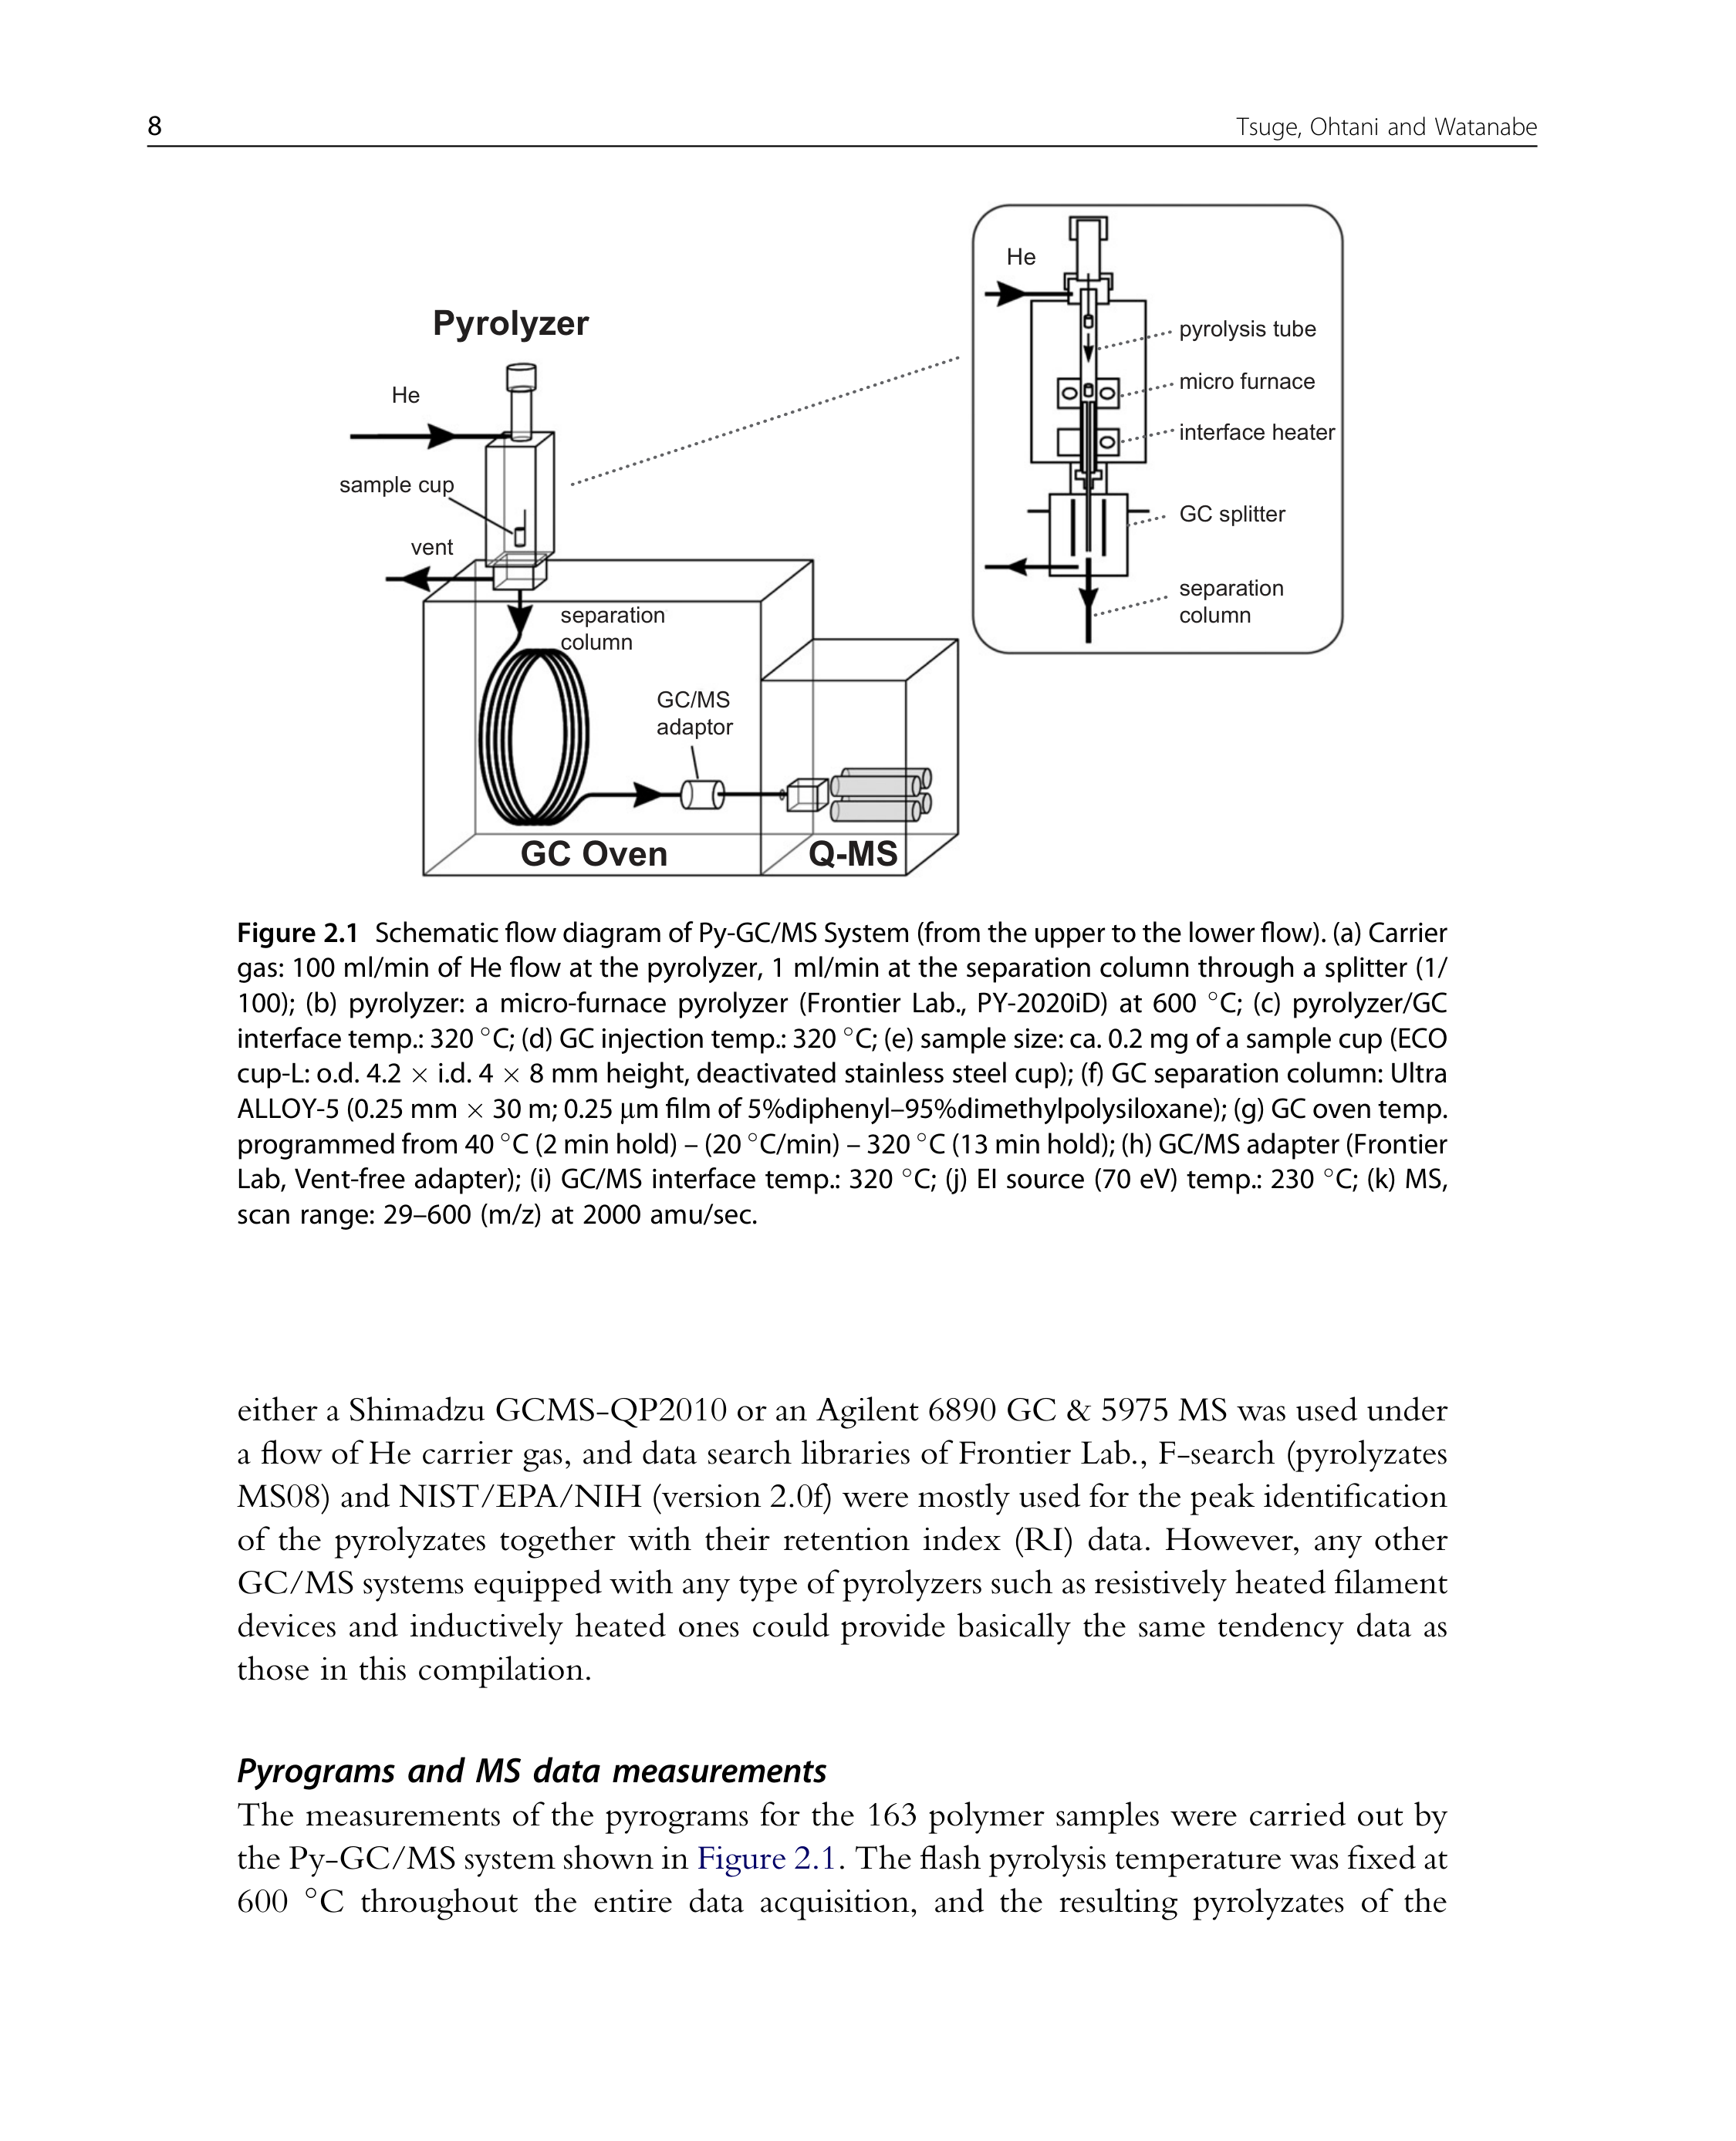 8
Tsuge, Ohtani and Watanabe
Pyrolyzer
He
sample cup
vent
separation
column
GC/MS
adaptor
GC Oven
Q-MS
He
pyrolysis tube
micro furnace
interface heater
GC splitter
separation
column
Figure 2.1 Schematic flow diagram of Py-GC/MS System (from the upper to the lower flow). (a) Carrier
gas: 100 ml/min of He flow at the pyrolyzer, 1 ml/min at the separation column through a splitter (1/
100); (b) pyrolyzer: a micro-furnace pyrolyzer (Frontier Lab., PY-2020iD) at 600 °C; (c) pyrolyzer/GC
interface temp.: 320 °C; (d) GC injection temp.: 320 °C; (e) sample size: ca. 0.2 mg of a sample cup (ECO
cup-L: o.d. 4.2 × i.d. 4 × 8 mm height, deactivated stainless steel cup); (f) GC separation column: Ultra
ALLOY-5 (0.25 mm × 30 m; 0.25 μm film of 5%diphenyl–95%dimethylpolysiloxane); (g) GC oven temp.
programmed from 40 °C (2 min hold) – (20 °C/min) – 320 °C (13 min hold); (h) GC/MS adapter (Frontier
Lab, Vent-free adapter); (i) GC/MS interface temp.: 320 °C; (j) EI source (70 eV) temp.: 230 °C; (k) MS,
scan range: 29–600 (m/z) at 2000 amu/sec.
either a Shimadzu GCMS-QP2010 or an Agilent 6890 GC & 5975 MS was used under
a flow of He carrier gas, and data search libraries of Frontier Lab., F-search (pyrolyzates
MS08) and NIST/EPA/NIH (version 2.0f) were mostly used for the peak identification
of the pyrolyzates together with their retention index (RI) data. However, any other
GC/MS systems equipped with any type of pyrolyzers such as resistively heated filament
devices and inductively heated ones could provide basically the same tendency data as
those in this compilation.
Pyrograms and MS data measurements
The measurements of the pyrograms for the 163 polymer samples were carried out by
the Py-GC/MS system shown in Figure 2.1. The flash pyrolysis temperature was fixed at
600 °C throughout the entire data acquisition, and the resulting pyrolyzates of the